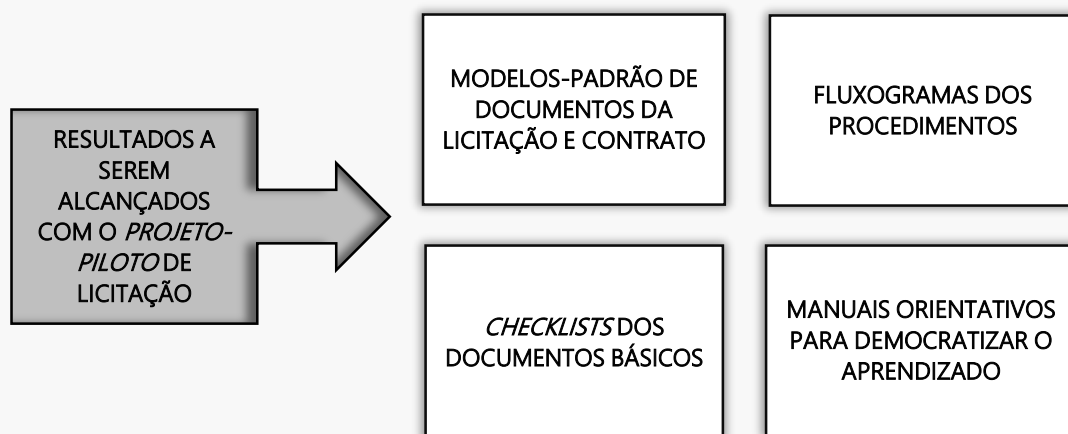 RESULTADOS A
SEREM
ALCANÇADOS
COM O PROJETO-
PILOTO DE
LICITAÇÃO
MODELOS-PADRÃO DE
DOCUMENTOS DA
LICITAÇÃO E CONTRATO
FLUXOGRAMAS DOS
PROCEDIMENTOS
CHECKLISTS DOS
DOCUMENTOS BÁSICOS
MANUAIS ORIENTATIVOS
PARA DEMOCRATIZAR O
APRENDIZADO